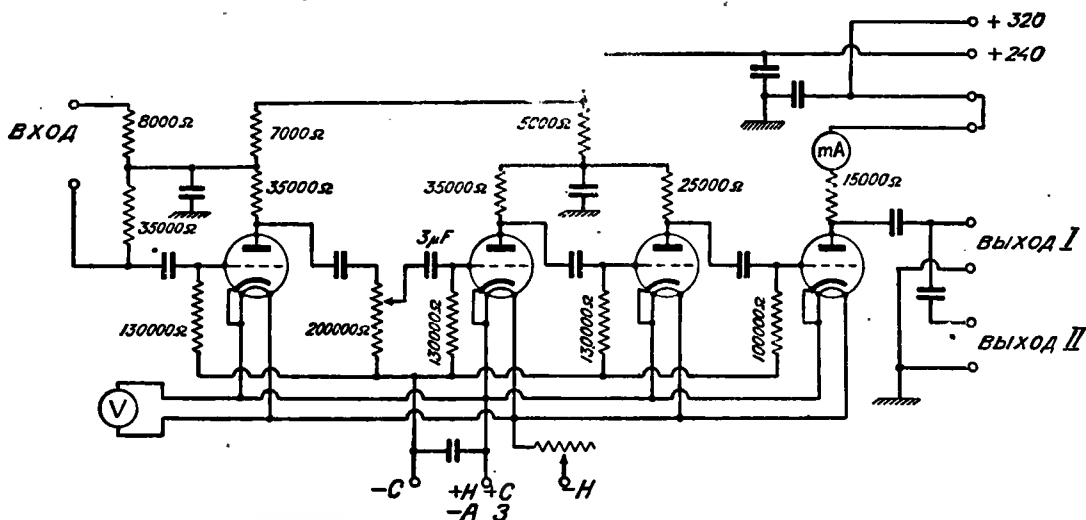 + 320
+ 240
ВХОД
8000Ω
7000Ω
5000Ω
mA
35000Ω
35000Ω
35000Ω
25000Ω
15000Ω
3μF
ВЫХОД I
130000Ω
200000Ω
130000Ω
130000Ω
100000Ω
ВЫХОД II
V
-C
+H +C
-H
-A З